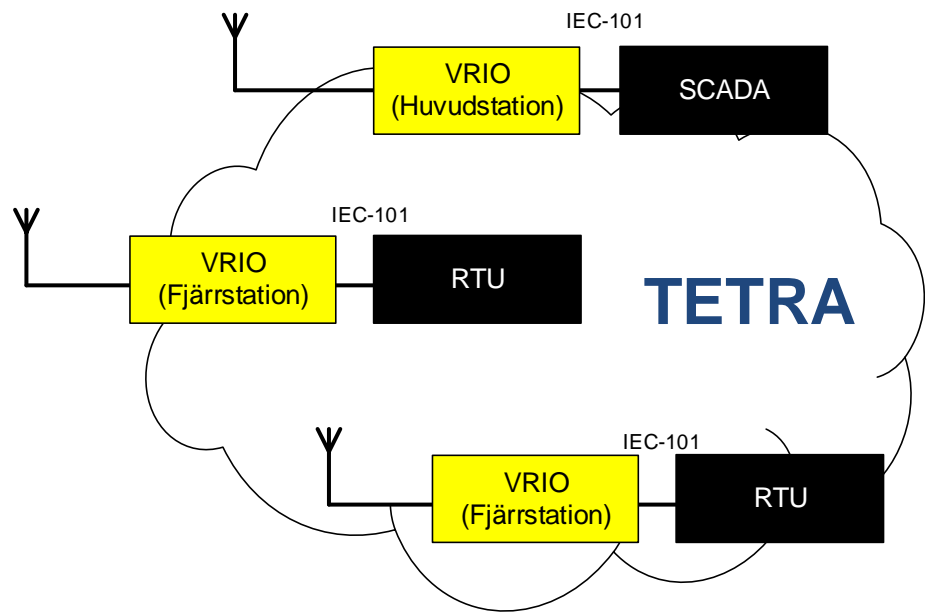 IEC-101
VRIO
(Huvudstation)
SCADA
IEC-101
VRIO
(Fjärrstation)
RTU
TETRA
IEC-101
VRIO
(Fjärrstation)
RTU